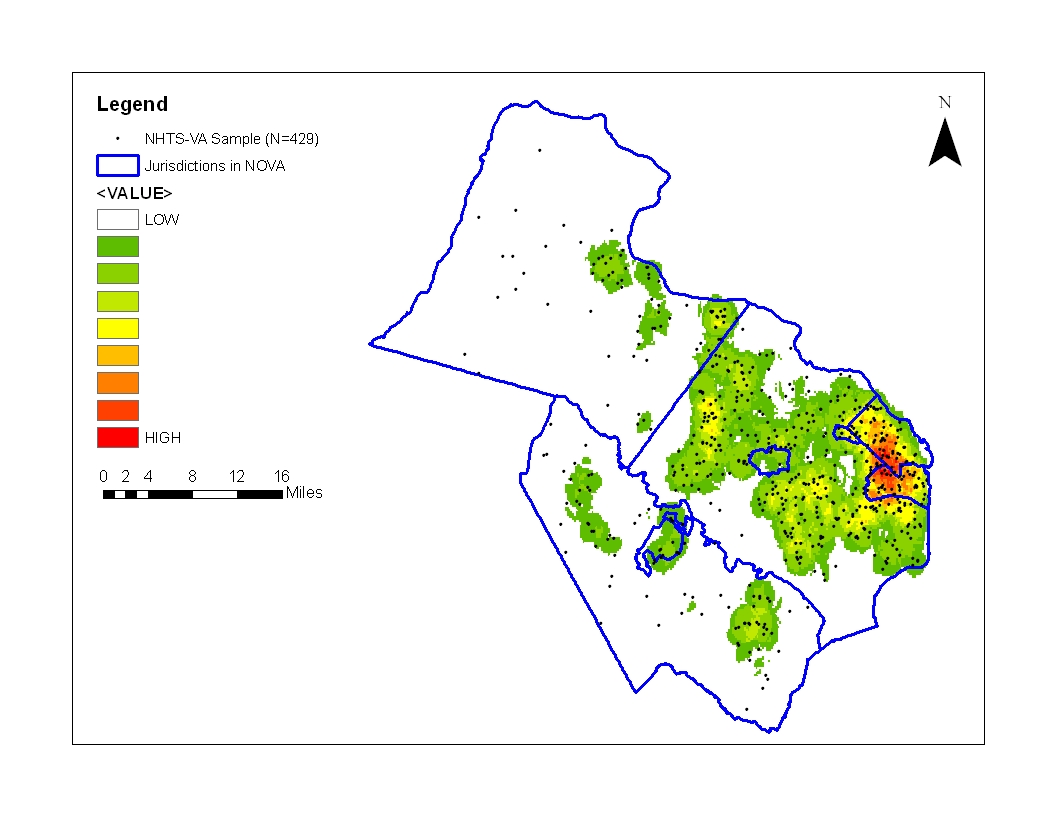 Legend
NHTS-VA Sample (N=429)
Jurisdictions in NOVA
<VALUE>
LOW
HIGH
0 2 4 8 12 16
Miles
N